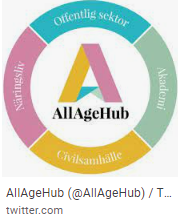 Offentlig sektor
Näringsliv
Akademi
AllAgeHub
Civilsamhälle
AllAgeHub (@AllAgeHub) / T...
twitter.com